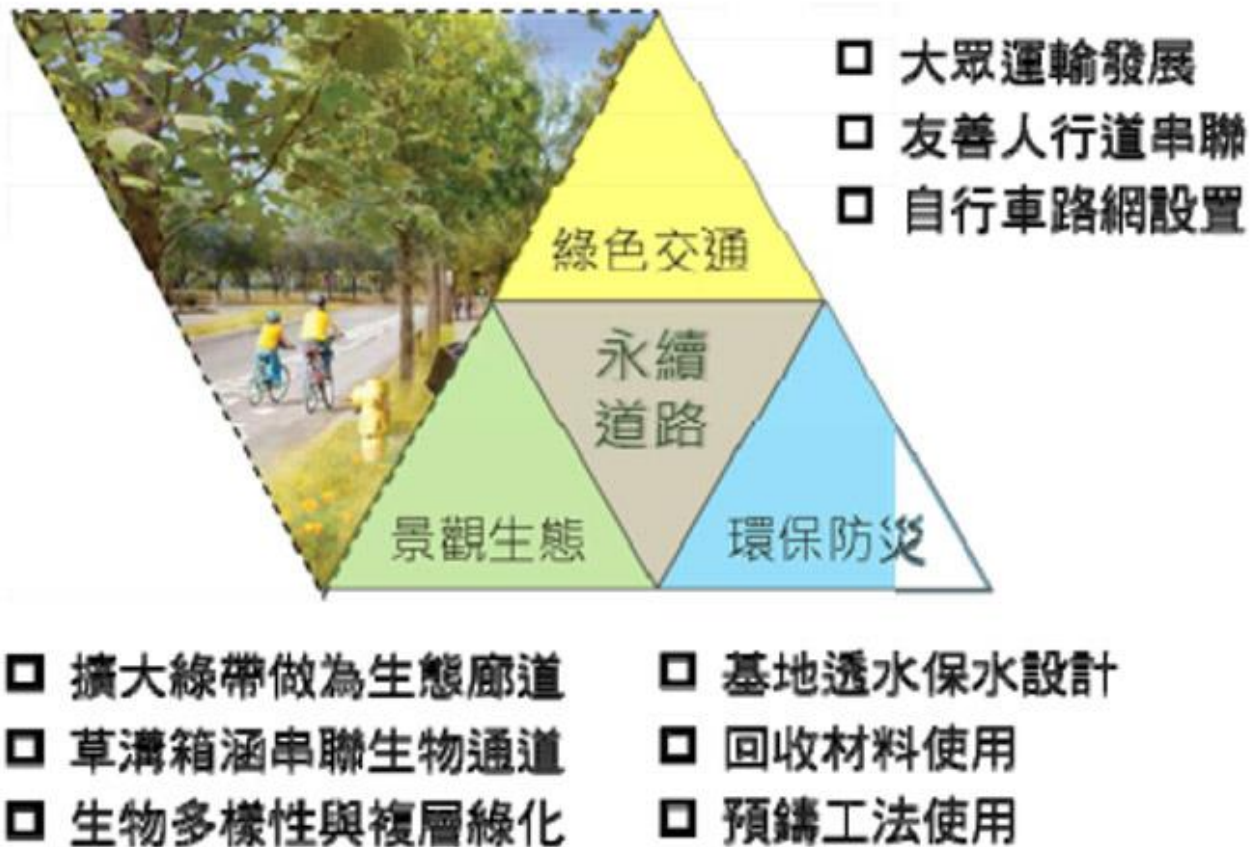 大眾運輸發展
友善人行道串聯
自行車路網設置
綠色交通
永續
道路
景觀生態
環保防災
擴大綠帶做為生態廊道
草溝箱涵串聯生物通道
生物多樣性與複層綠化
基地透水保水設計
回收材料使用
預鑄工法使用